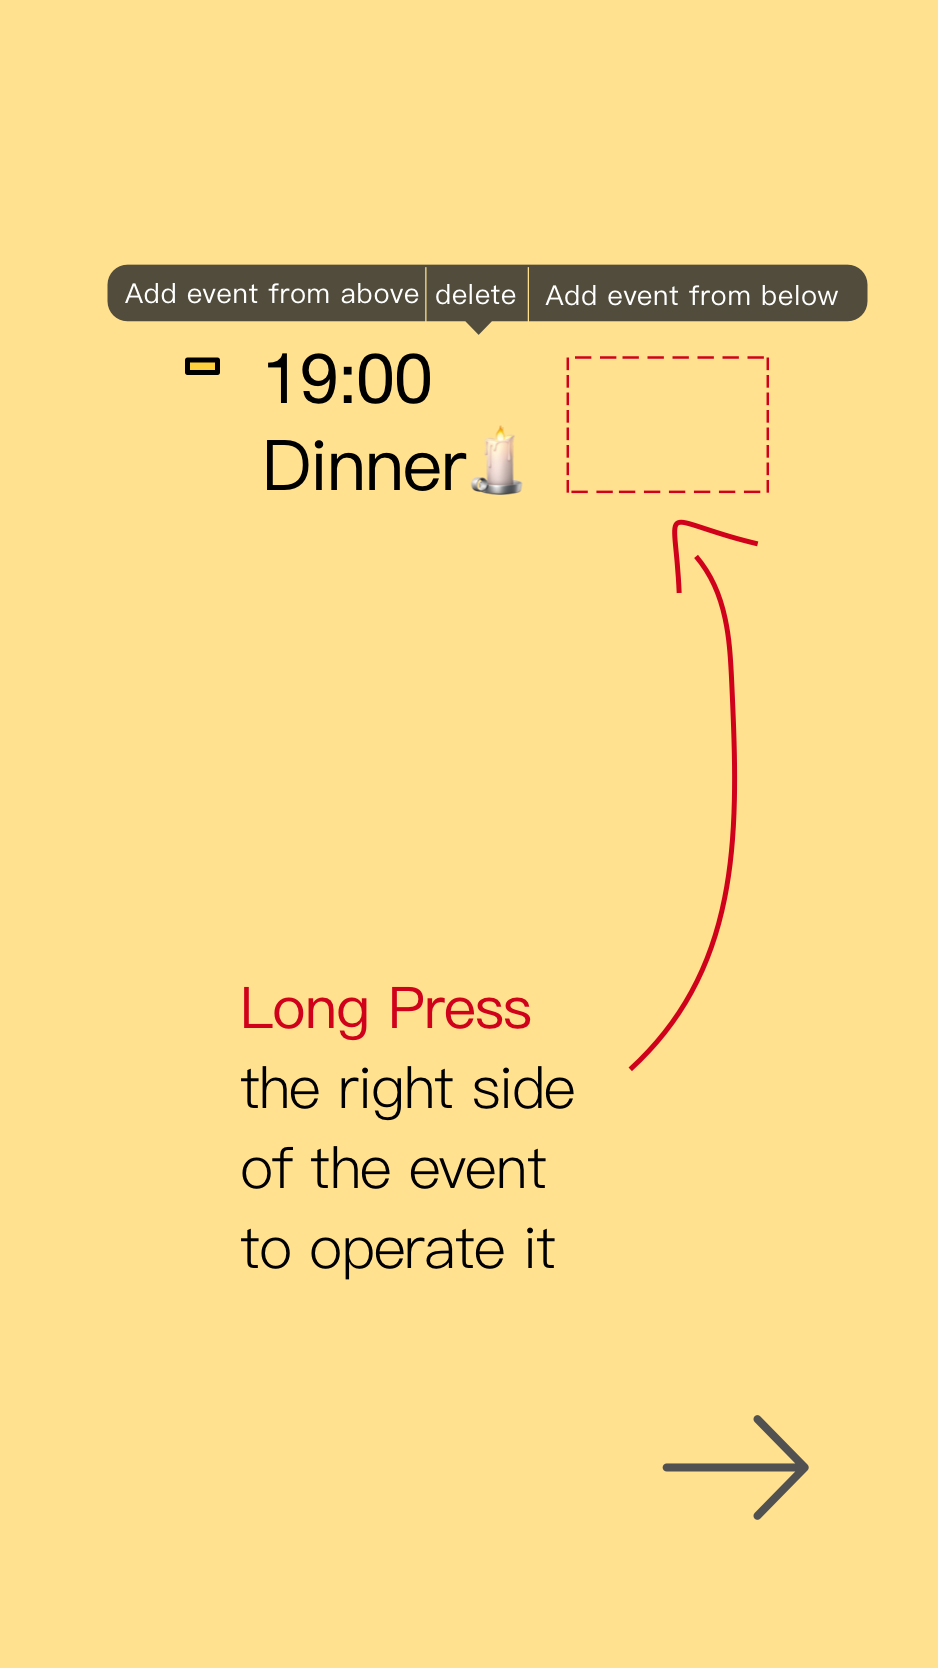 Add event from above delete Add event from below
19:00
Dinner🕯️
Long Press
the right side
of the event
to operate it